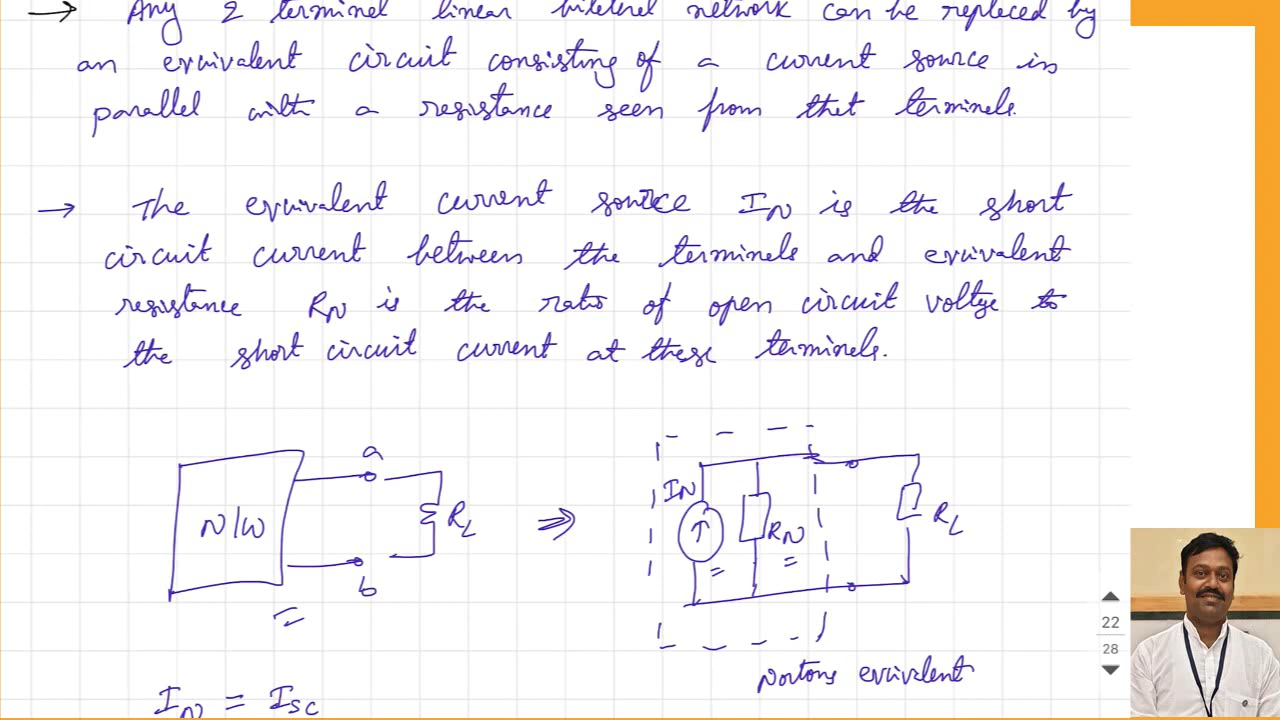 → Any 2 terminal linear bilateral network can be replaced by
an equivalent circuit consisting of a current source in
parallel with a resistance seen from that terminals.
→ The equivalent current source IN is the short
circuit current between the terminals and equivalent
resistance RN is the ratio of open circuit voltge to
the short circuit current at these terminals.
a
N/W
RL
b
⇒
IN
↑
RN
RL
Nortons equivalent
IN = ISC
22
28